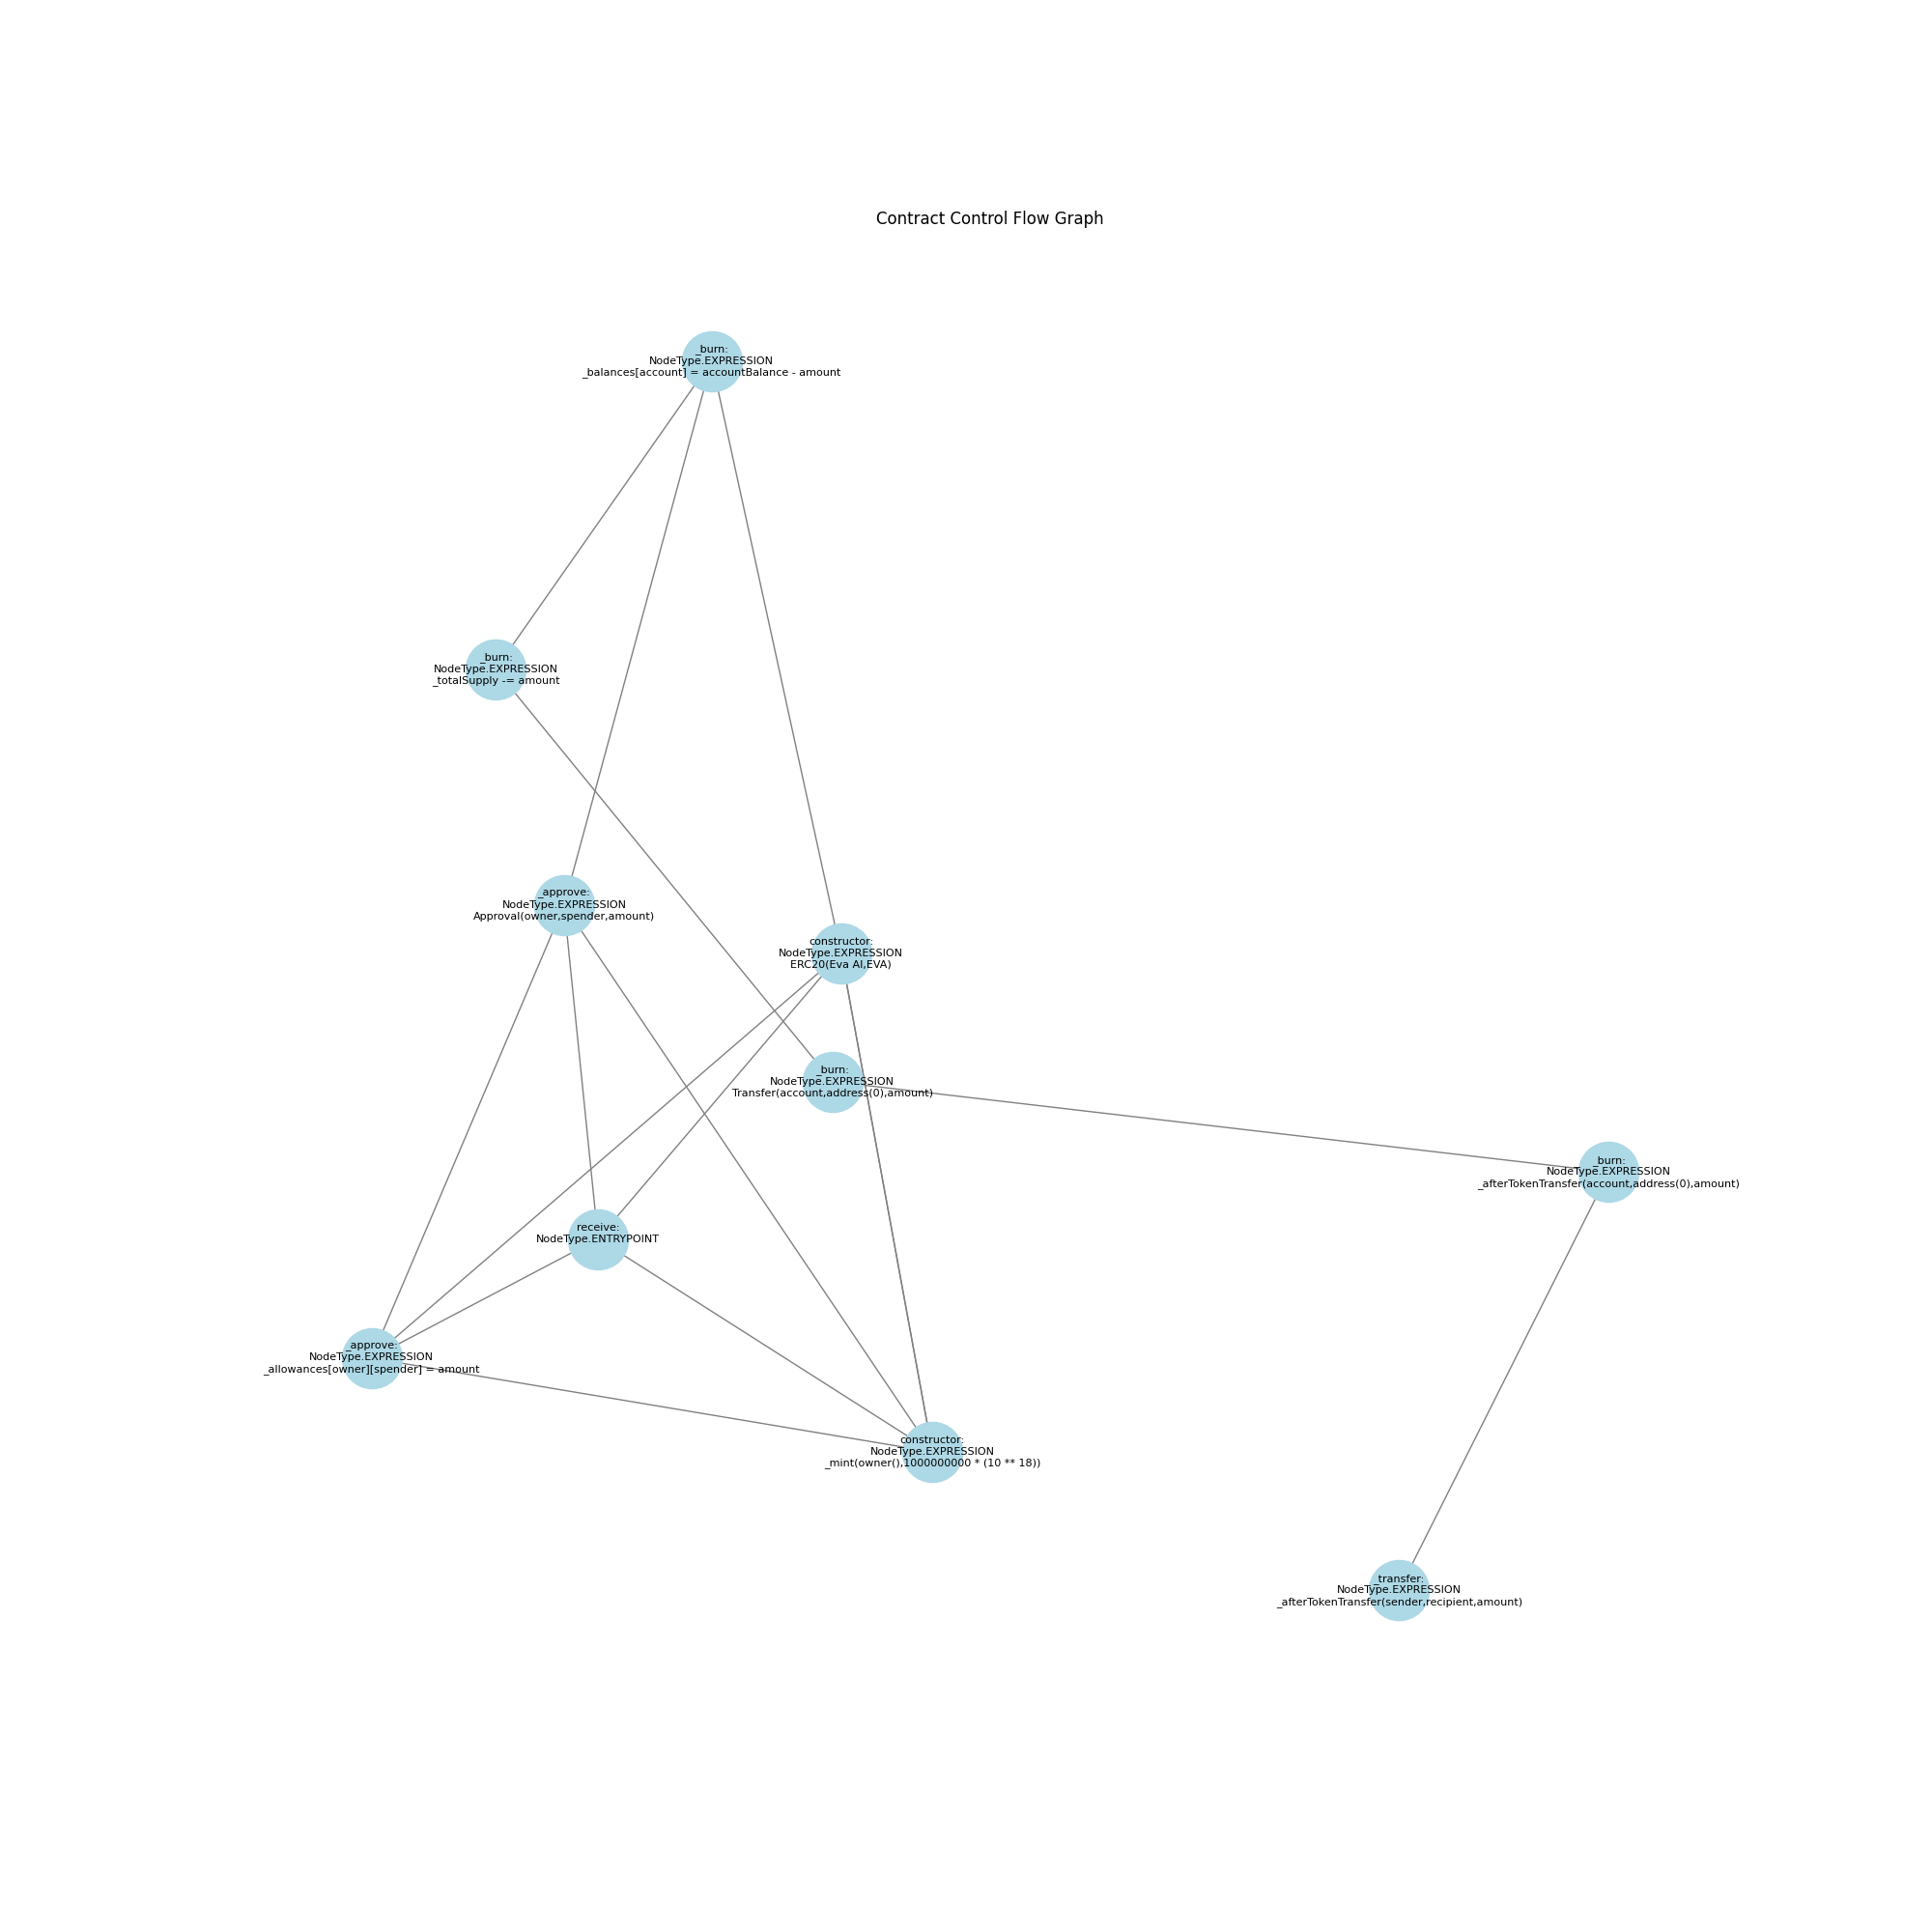 Contract Control Flow Graph
_burn:
NodeType.EXPRESSION
_balances[account] = accountBalance - amount
_burn:
NodeType.EXPRESSION
_totalSupply -= amount
_approve:
NodeType.EXPRESSION
Approval(owner,spender,amount)
constructor:
NodeType.EXPRESSION
ERC20(Eva AI,EVA)
_burn:
NodeType.EXPRESSION
Transfer(account,address(0),amount)
_burn:
NodeType.EXPRESSION
_afterTokenTransfer(account,address(0),amount)
receive:
NodeType.ENTRYPOINT
_approve:
NodeType.EXPRESSION
_allowances[owner][spender] = amount
constructor:
NodeType.EXPRESSION
_mint(owner(),1000000000 * (10 ** 18))
_transfer:
NodeType.EXPRESSION
_afterTokenTransfer(sender,recipient,amount)